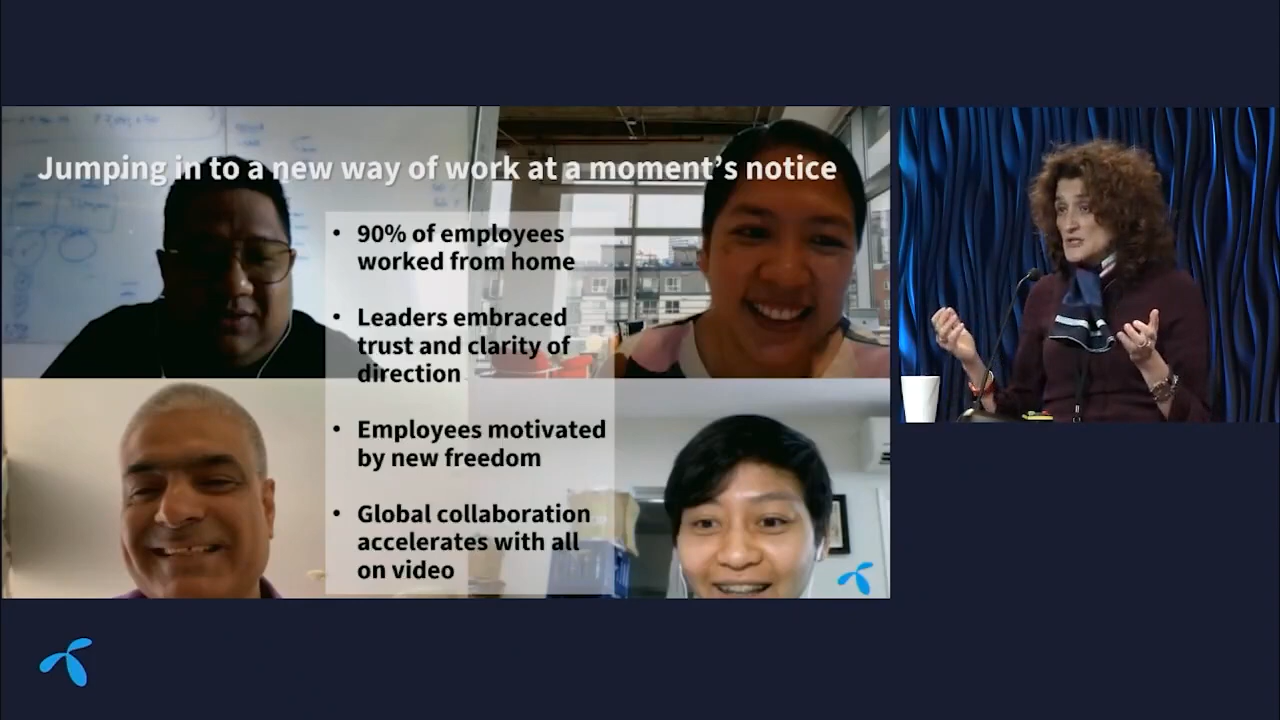 Jumping in to a new way of work at a moment's notice
• 90% of employees
worked from home
• Leaders embraced
trust and clarity of
direction
• Employees motivated
by new freedom
• Global collaboration
accelerates with all
on video